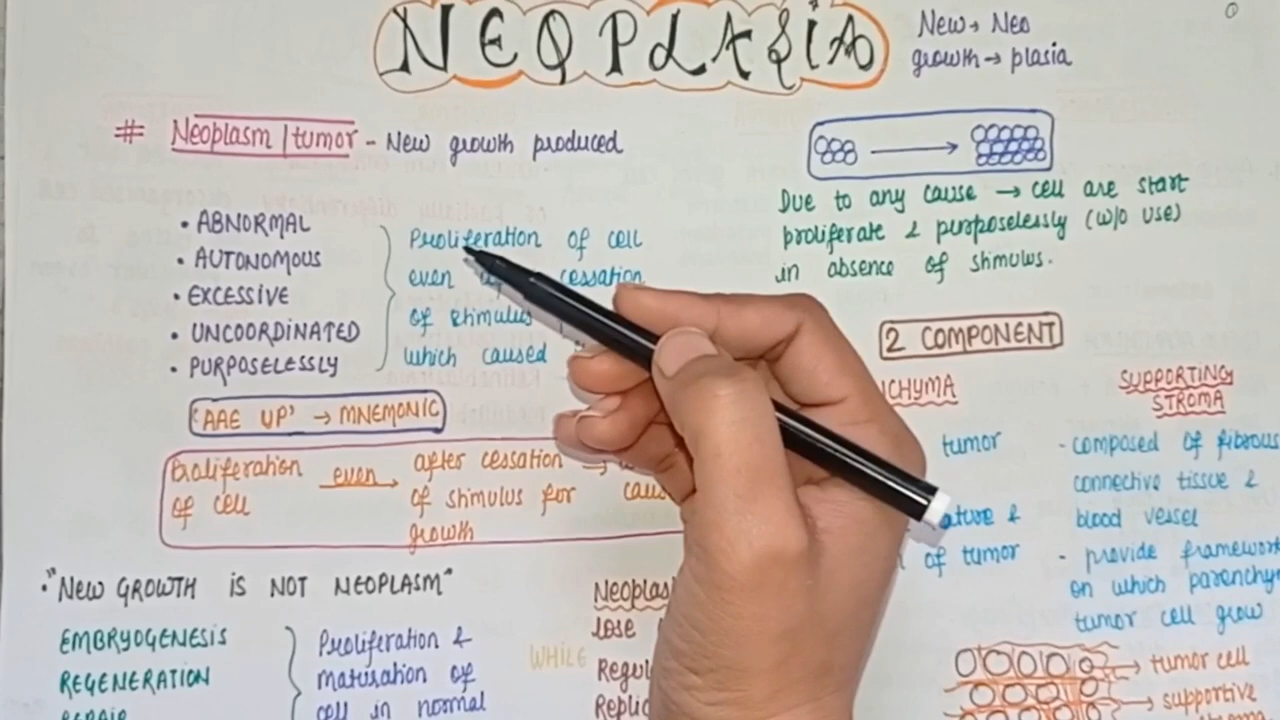 NEOPLASIA
New → Neo
growth → plasia
# Neoplasm | tumor - New growth produced
• ABNORMAL
• AUTONOMOUS
• EXCESSIVE
• UNCOORDINATED
• PURPOSELESSLY
Proliferation of cell
even cessation
of stimulus
which caused
'AAE UP' → MNEMONIC
Proliferation of cell even → after cessation of stimulus for growth →
Due to any cause → cell are start
proliferate & purposelessly (w/o use)
in absence of stimulus.
2 COMPONENT
SUPPORTING
STROMA
tumor
of tumor
- composed of fibrous
connective tissue &
blood vessel
- provide framework
on which
tumor cell grow
→ tumor cell
→ supportive
• "NEW GROWTH IS NOT NEOPLASM"
EMBRYOGENESIS
REGENERATION
REPAIR
Proliferation &
maturation of
cell in normal
WHILE
lose